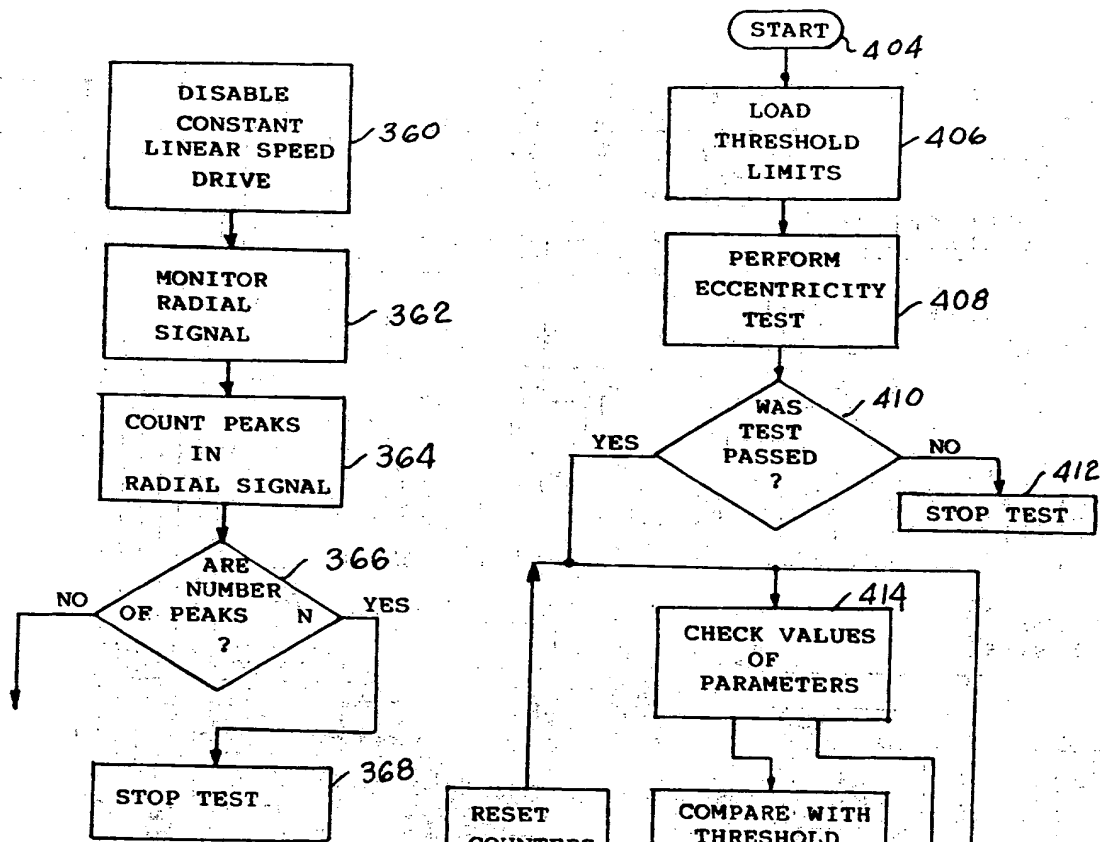 DISABLE
CONSTANT
LINEAR SPEED
DRIVE
360
MONITOR
RADIAL
SIGNAL
362
COUNT PEAKS
IN
RADIAL SIGNAL
364
ARE
NUMBER
OF PEAKS N
?
366
NO
YES
STOP TEST
368
START
404
LOAD
THRESHOLD
LIMITS
406
PERFORM
ECCENTRICITY
TEST
408
WAS
TEST
PASSED
?
410
YES
NO
412
STOP TEST
414
CHECK VALUES
OF
PARAMETERS
RESET
COUNTERS
COMPARE WITH
THRESHOLD